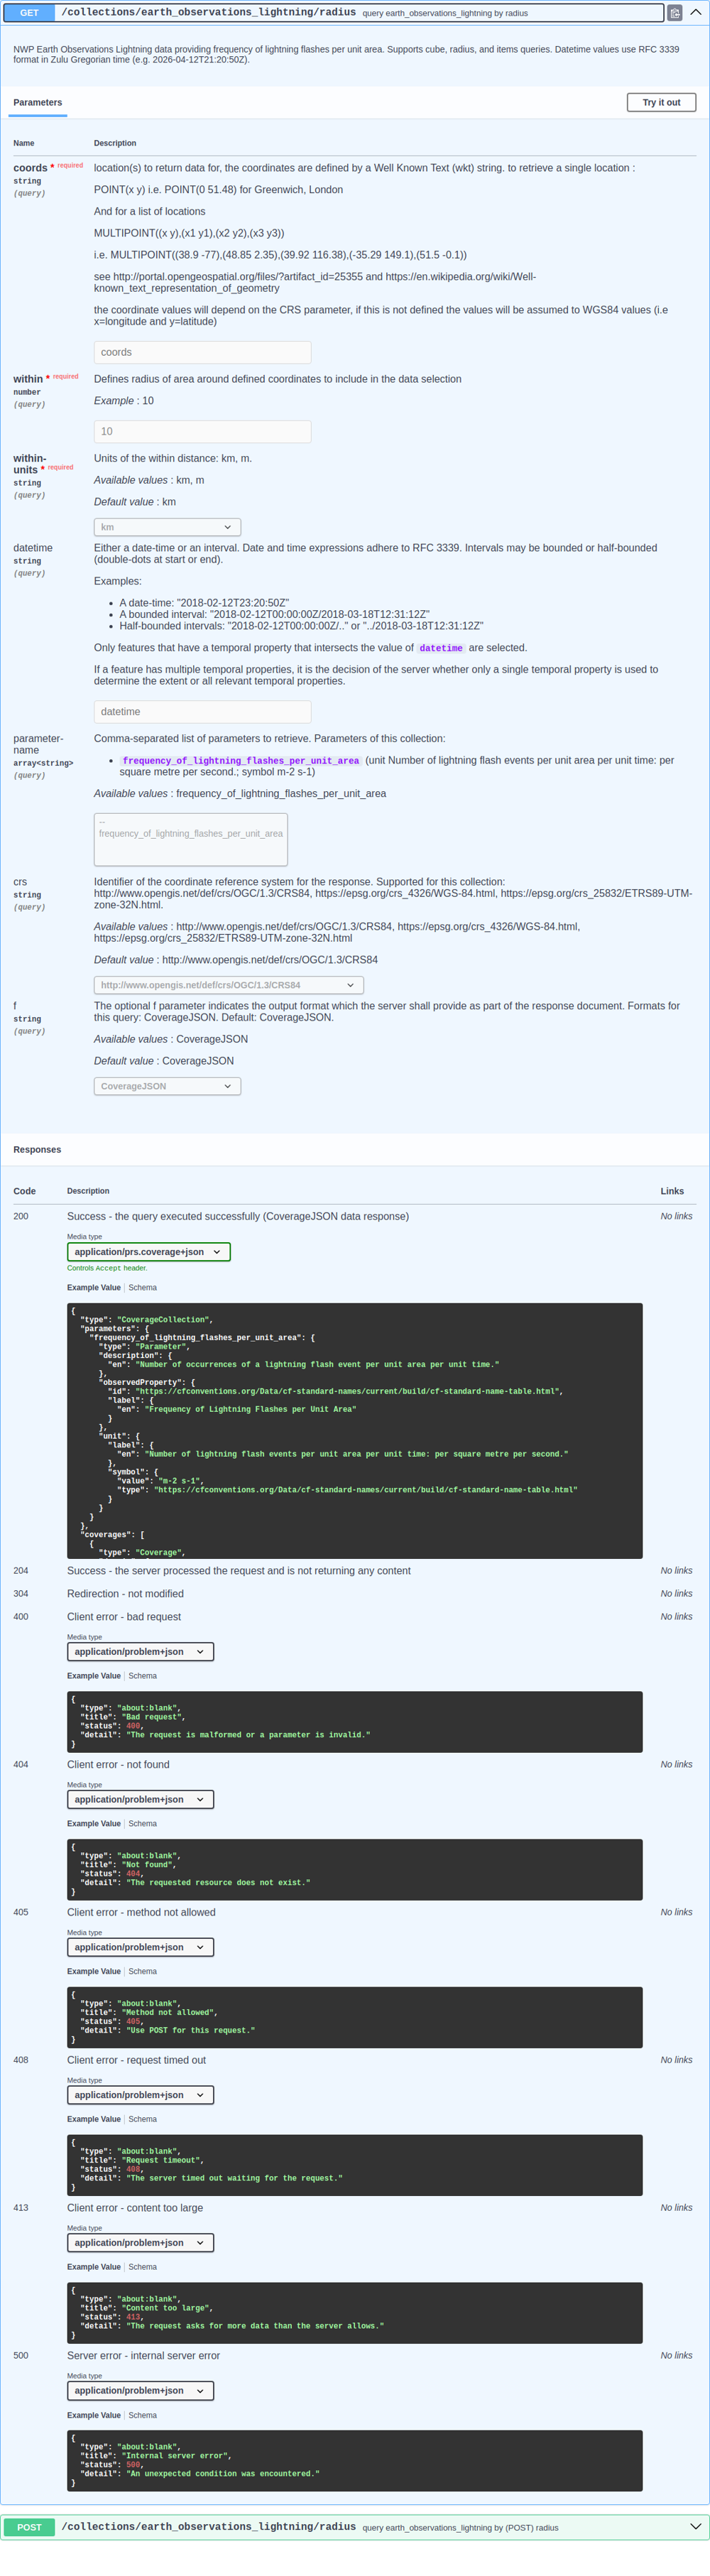 GET /collections/earth_observations_lightning/radius query earth_observations_lightning by radius
NWP Earth Observations Lightning data providing frequency of lightning flashes per unit area. Supports cube, radius, and items queries. Datetime values use RFC 3339
format in Zulu Gregorian time (e.g. 2026-04-12T21:20:50Z).
Parameters
Try it out
Name Description
coords * required
string
(query)
location(s) to return data for, the coordinates are defined by a Well Known Text (wkt) string. to retrieve a single location :
POINT(x y) i.e. POINT(0 51.48) for Greenwich, London
And for a list of locations
MULTIPOINT((x y),(x1 y1),(x2 y2),(x3 y3))
i.e. MULTIPOINT((38.9 -77),(48.85 2.35),(39.92 116.38),(-35.29 149.1),(51.5 -0.1))
see http://portal.opengeospatial.org/files/?artifact_id=25355 and https://en.wikipedia.org/wiki/Well-
known_text_representation_of_geometry
the coordinate values will depend on the CRS parameter, if this is not defined the values will be assumed to WGS84 values (i.e
x=longitude and y=latitude)
coords
within * required
number
(query)
Defines radius of area around defined coordinates to include in the data selection
Example : 10
10
within-
units * required
string
(query)
Units of the within distance: km, m.
Available values : km, m
Default value : km
km
datetime
string
(query)
Either a date-time or an interval. Date and time expressions adhere to RFC 3339. Intervals may be bounded or half-bounded
(double-dots at start or end).
Examples:
• A date-time: "2018-02-12T23:20:50Z"
• A bounded interval: "2018-02-12T00:00:00Z/2018-03-18T12:31:12Z"
• Half-bounded intervals: "2018-02-12T00:00:00Z/.." or "../2018-03-18T12:31:12Z"
Only features that have a temporal property that intersects the value of datetime are selected.
If a feature has multiple temporal properties, it is the decision of the server whether only a single temporal property is used to
determine the extent or all relevant temporal properties.
datetime
parameter-
name
array<string>
(query)
Comma-separated list of parameters to retrieve. Parameters of this collection:
• frequency_of_lightning_flashes_per_unit_area (unit Number of lightning flash events per unit area per unit time: per
square metre per second.; symbol m-2 s-1)
Available values : frequency_of_lightning_flashes_per_unit_area
--
frequency_of_lightning_flashes_per_unit_area
crs
string
(query)
Identifier of the coordinate reference system for the response. Supported for this collection:
http://www.opengis.net/def/crs/OGC/1.3/CRS84, https://epsg.org/crs_4326/WGS-84.html, https://epsg.org/crs_25832/ETRS89-UTM-
zone-32N.html.
Available values : http://www.opengis.net/def/crs/OGC/1.3/CRS84, https://epsg.org/crs_4326/WGS-84.html,
https://epsg.org/crs_25832/ETRS89-UTM-zone-32N.html
Default value : http://www.opengis.net/def/crs/OGC/1.3/CRS84
http://www.opengis.net/def/crs/OGC/1.3/CRS84
f
string
(query)
The optional f parameter indicates the output format which the server shall provide as part of the response document. Formats for
this query: CoverageJSON. Default: CoverageJSON.
Available values : CoverageJSON
Default value : CoverageJSON
CoverageJSON
Responses
Code Description Links
200 Success - the query executed successfully (CoverageJSON data response) No links
Media type
application/prs.coverage+json
Controls Accept header.
Example Value Schema
{
"type": "CoverageCollection",
"parameters": {
"frequency_of_lightning_flashes_per_unit_area": {
"type": "Parameter",
"description": {
"en": "Number of occurrences of a lightning flash event per unit area per unit time."
},
"observedProperty": {
"id": "https://cfconventions.org/Data/cf-standard-names/current/build/cf-standard-name-table.html",
"label": {
"en": "Frequency of Lightning Flashes per Unit Area"
}
},
"unit": {
"label": {
"en": "Number of lightning flash events per unit area per unit time: per square metre per second."
},
"symbol": {
"value": "m-2 s-1",
"type": "https://cfconventions.org/Data/cf-standard-names/current/build/cf-standard-name-table.html"
}
}
}
},
"coverages": [
{
"type": "Coverage",
204 Success - the server processed the request and is not returning any content No links
304 Redirection - not modified No links
400 Client error - bad request No links
Media type
application/problem+json
Example Value Schema
{
"type": "about:blank",
"title": "Bad request",
"status": 400,
"detail": "The request is malformed or a parameter is invalid."
}
404 Client error - not found No links
Media type
application/problem+json
Example Value Schema
{
"type": "about:blank",
"title": "Not found",
"status": 404,
"detail": "The requested resource does not exist."
}
405 Client error - method not allowed No links
Media type
application/problem+json
Example Value Schema
{
"type": "about:blank",
"title": "Method not allowed",
"status": 405,
"detail": "Use POST for this request."
}
408 Client error - request timed out No links
Media type
application/problem+json
Example Value Schema
{
"type": "about:blank",
"title": "Request timeout",
"status": 408,
"detail": "The server timed out waiting for the request."
}
413 Client error - content too large No links
Media type
application/problem+json
Example Value Schema
{
"type": "about:blank",
"title": "Content too large",
"status": 413,
"detail": "The request asks for more data than the server allows."
}
500 Server error - internal server error No links
Media type
application/problem+json
Example Value Schema
{
"type": "about:blank",
"title": "Internal server error",
"status": 500,
"detail": "An unexpected condition was encountered."
}
POST /collections/earth_observations_lightning/radius query earth_observations_lightning by (POST) radius